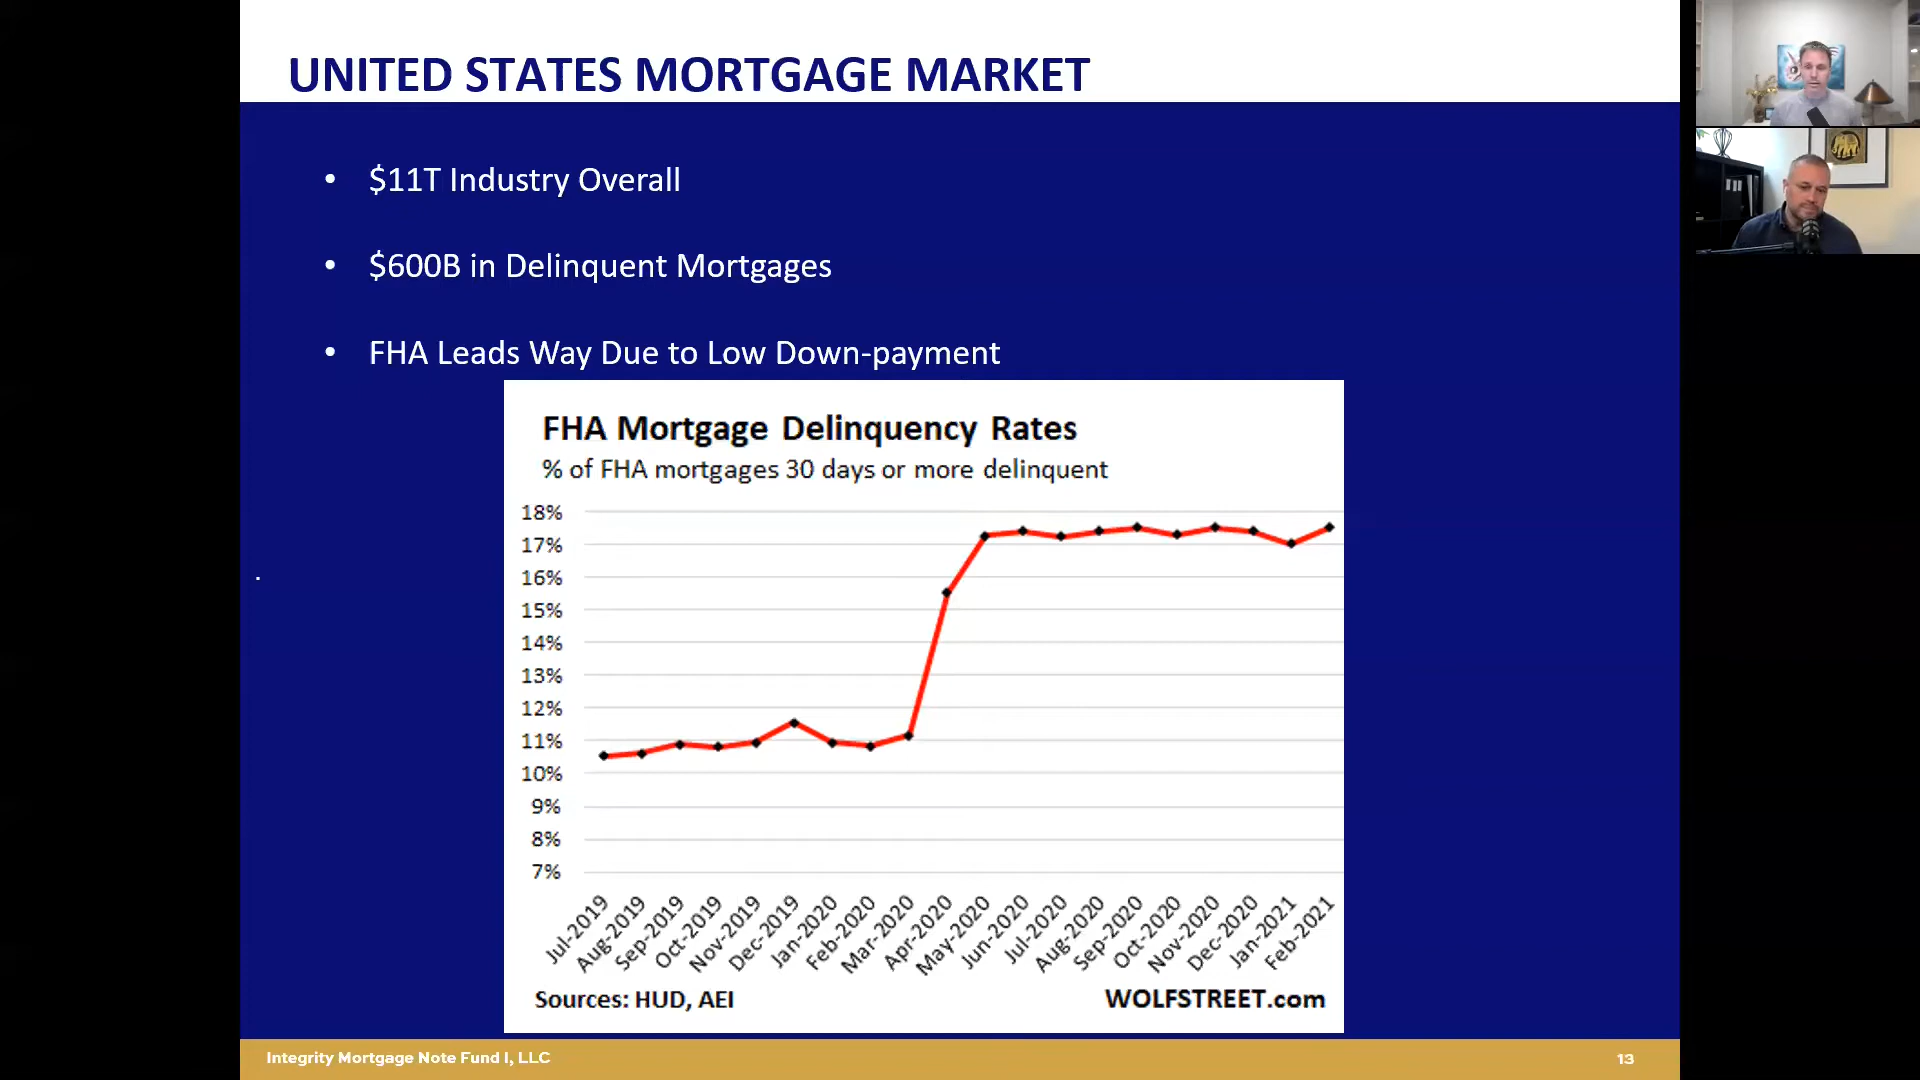 UNITED STATES MORTGAGE MARKET
• $11T Industry Overall
• $600B in Delinquent Mortgages
• FHA Leads Way Due to Low Down-payment
FHA Mortgage Delinquency Rates
% of FHA mortgages 30 days or more delinquent
18%
17%
16%
15%
14%
13%
12%
11%
10%
9%
8%
7%
Jul-2019
Aug-2019
Sep-2019
Oct-2019
Nov-2019
Dec-2019
Jan-2020
Feb-2020
Mar-2020
Apr-2020
May-2020
Jun-2020
Jul-2020
Aug-2020
Sep-2020
Oct-2020
Nov-2020
Dec-2020
Jan-2021
Feb-2021
Sources: HUD, AEI
WOLFSTREET.com
Integrity Mortgage Note Fund I, LLC
13